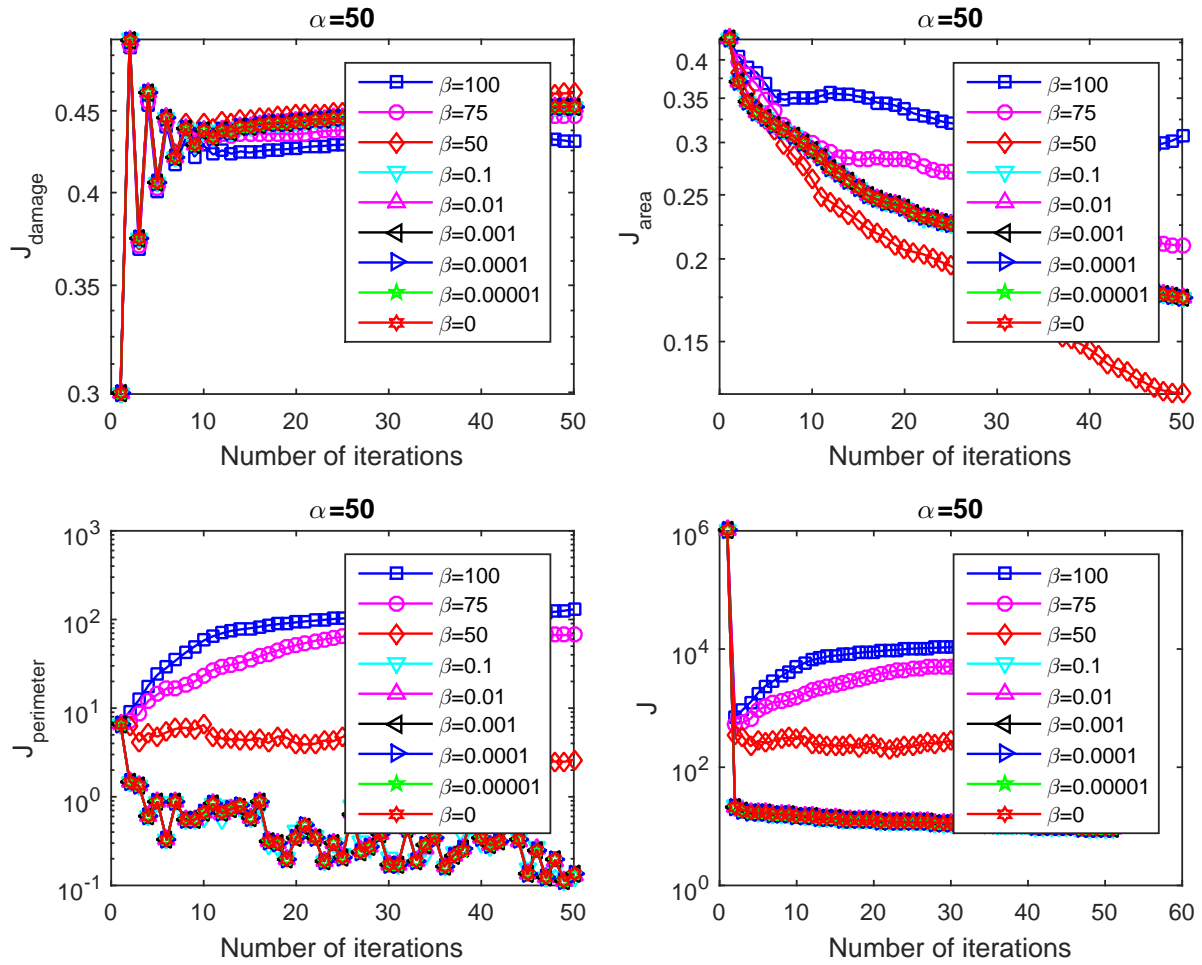 α=50
J_damage
0.45
0.4
0.35
0.3
0 10 20 30 40 50
Number of iterations
β=100
β=75
β=50
β=0.1
β=0.01
β=0.001
β=0.0001
β=0.00001
β=0
α=50
J_area
0.4
0.35
0.3
0.25
0.2
0.15
0 10 20 30 40 50
Number of iterations
β=100
β=75
β=50
β=0.1
β=0.01
β=0.001
β=0.0001
β=0.00001
β=0
α=50
J_perimeter
10^3
10^2
10^1
10^0
10^-1
0 10 20 30 40 50
Number of iterations
β=100
β=75
β=50
β=0.1
β=0.01
β=0.001
β=0.0001
β=0.00001
β=0
α=50
J
10^6
10^4
10^2
10^0
0 10 20 30 40 50 60
Number of iterations
β=100
β=75
β=50
β=0.1
β=0.01
β=0.001
β=0.0001
β=0.00001
β=0